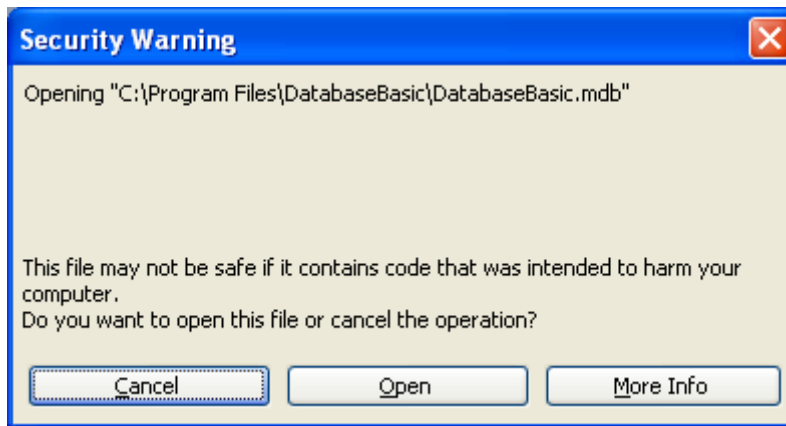 Security Warning
Opening "C:\Program Files\DatabaseBasic\DatabaseBasic.mdb"
This file may not be safe if it contains code that was intended to harm your
computer.
Do you want to open this file or cancel the operation?
Cancel Open More Info